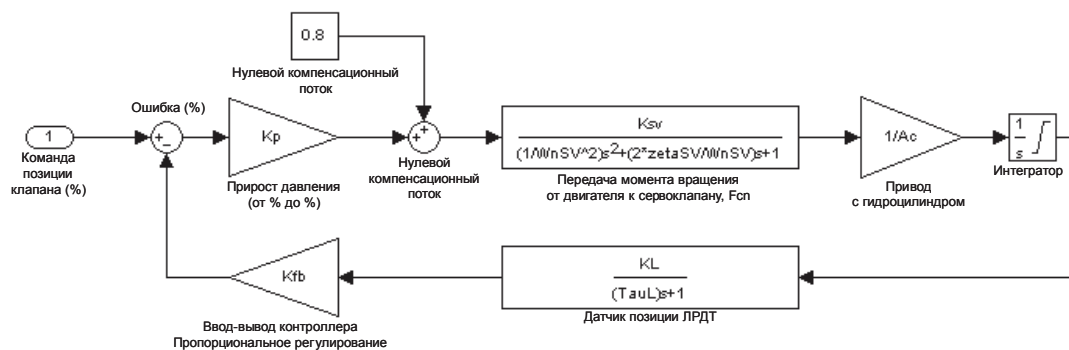 0.8
Нулевой компенсационный
поток
Ошибка (%)
1
Команда
позиции
клапана (%)
+
−
Kp
Прирост давления
(от % до %)
+
+
Нулевой
компенсационный
поток
Ksv
(1/WnSV^2)s2+(2*zetaSV/WnSV)s+1
Передача момента вращения
от двигателя к сервоклапану, Fcn
1/Ac
Привод
с гидроцилиндром
1
s
Интегратор
Kfb
Ввод-вывод контроллера
Пропорциональное регулирование
KL
(TauL)s+1
Датчик позиции ЛРДТ